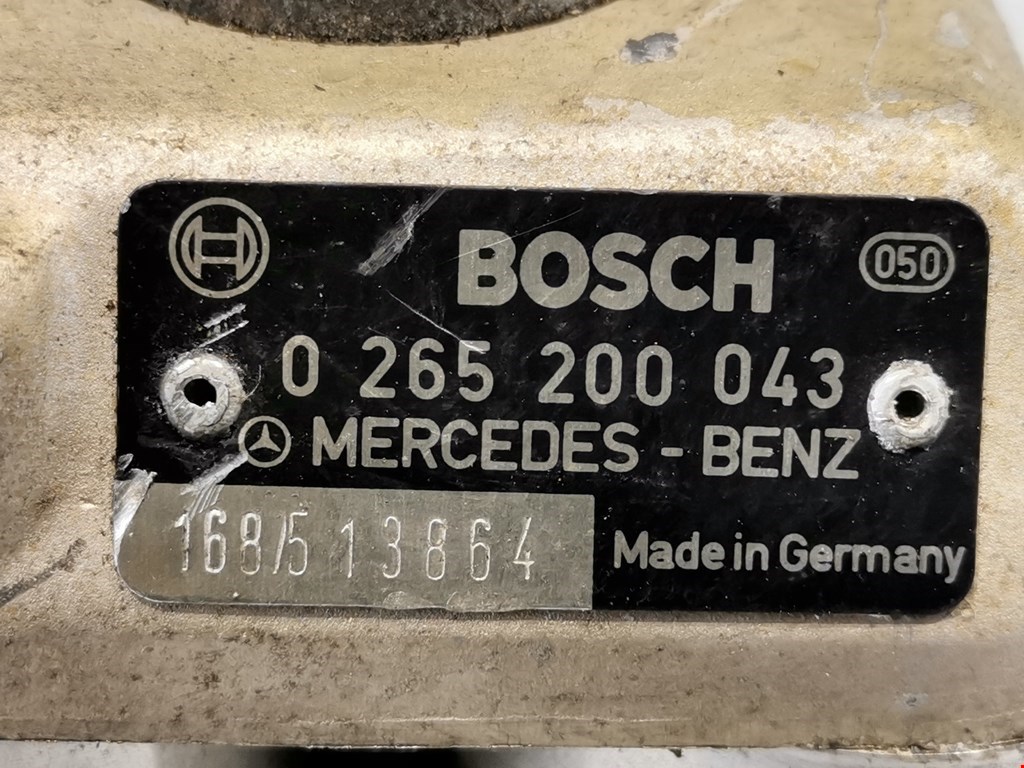 BOSCH
050
0 265 200 043
MERCEDES - BENZ
168/5 13864
Made in Germany